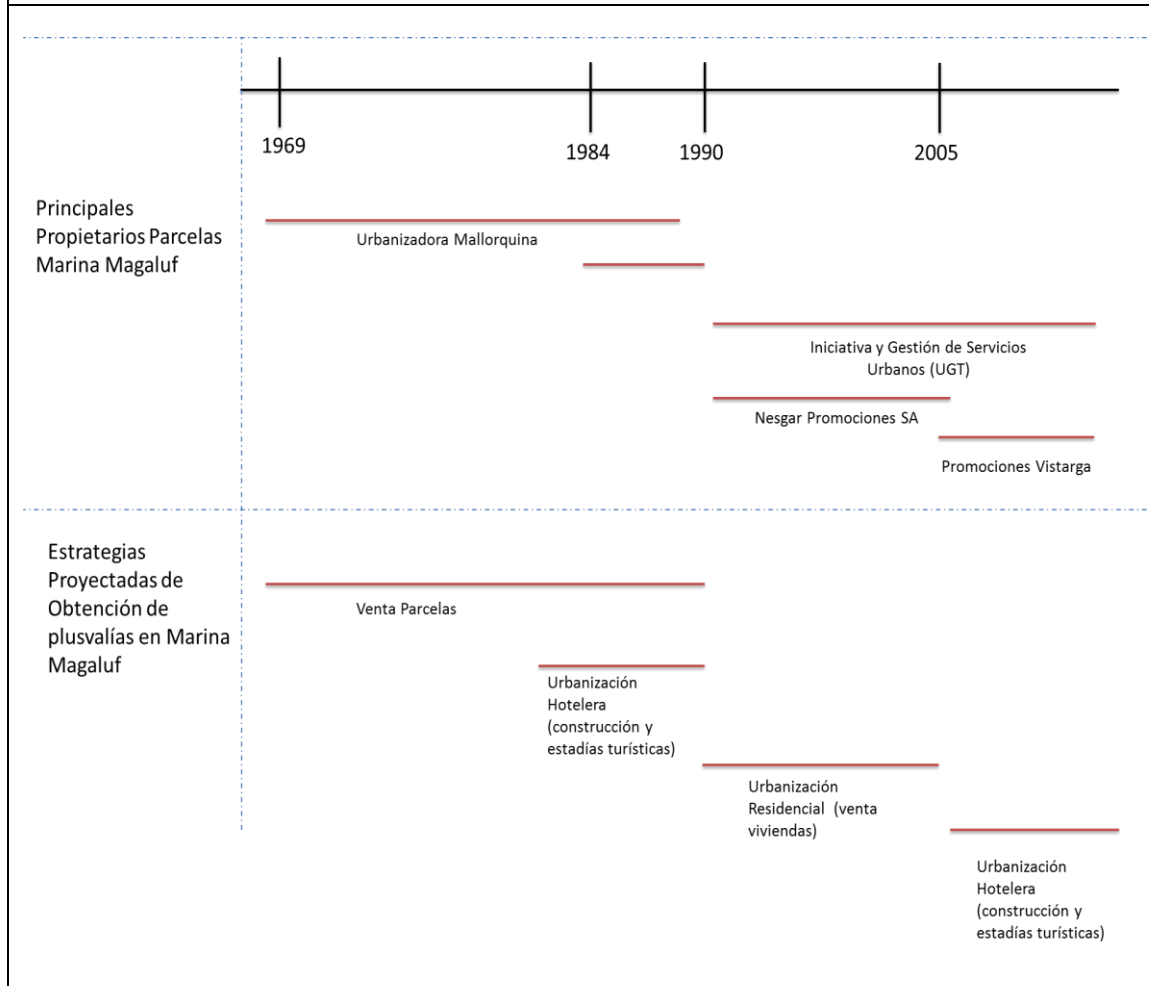 1969
1984
1990
2005
Principales
Propietarios Parcelas
Marina Magaluf
Urbanizadora Mallorquina
Iniciativa y Gestión de Servicios
Urbanos (UGT)
Nesgar Promociones SA
Promociones Vistarga
Estrategias
Proyectadas de
Obtención de
plusvalías en Marina
Magaluf
Venta Parcelas
Urbanización
Hotelera
(construcción y
estadías turísticas)
Urbanización
Residencial (venta
viviendas)
Urbanización
Hotelera
(construcción y
estadías turísticas)